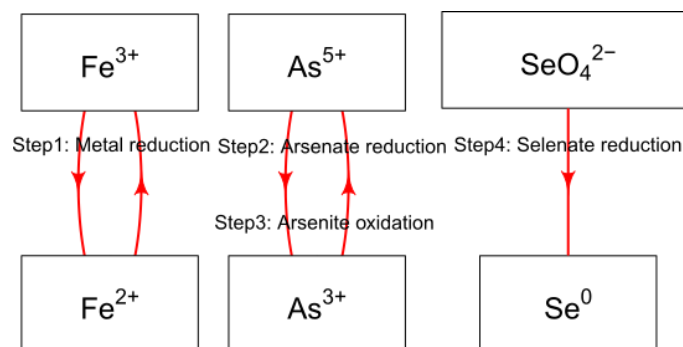 Fe³⁺ As⁵⁺ SeO₄²⁻
Step1: Metal reduction Step2: Arsenate reduction Step4: Selenate reduction
Step3: Arsenite oxidation
Fe²⁺ As³⁺ Se⁰